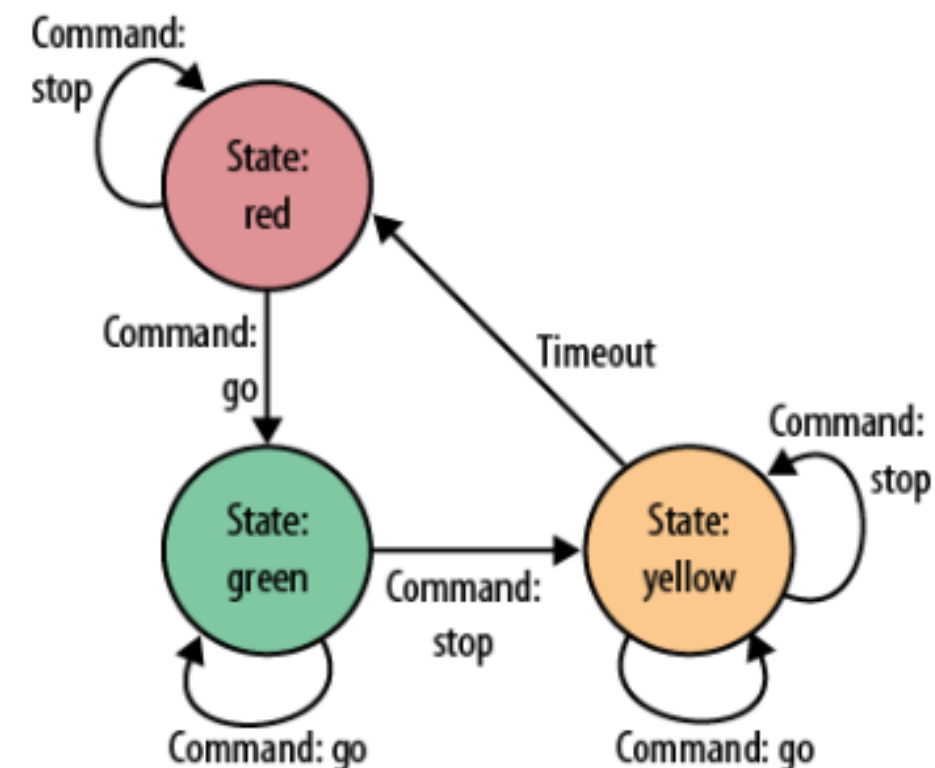 Command:
stop
State:
red
Command:
go
Timeout
Command:
stop
State:
green
Command:
stop
State:
yellow
Command: go
Command: go